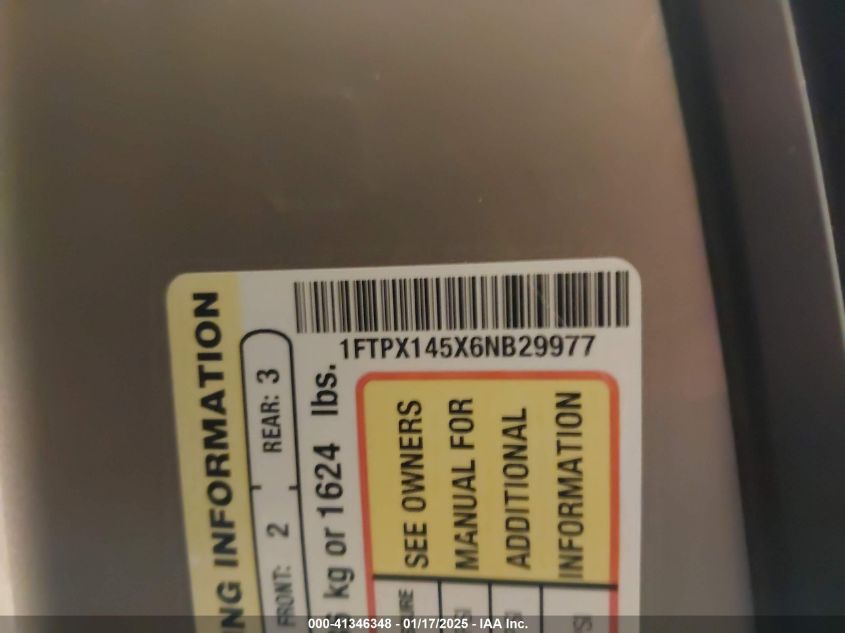 1FTPX145X6NB29977
NG INFORMATION
FRONT: 2 REAR: 3
kg or 1624 lbs.
SEE OWNERS
MANUAL FOR
ADDITIONAL
INFORMATION
000-41346348 - 01/17/2025 - IAA Inc.